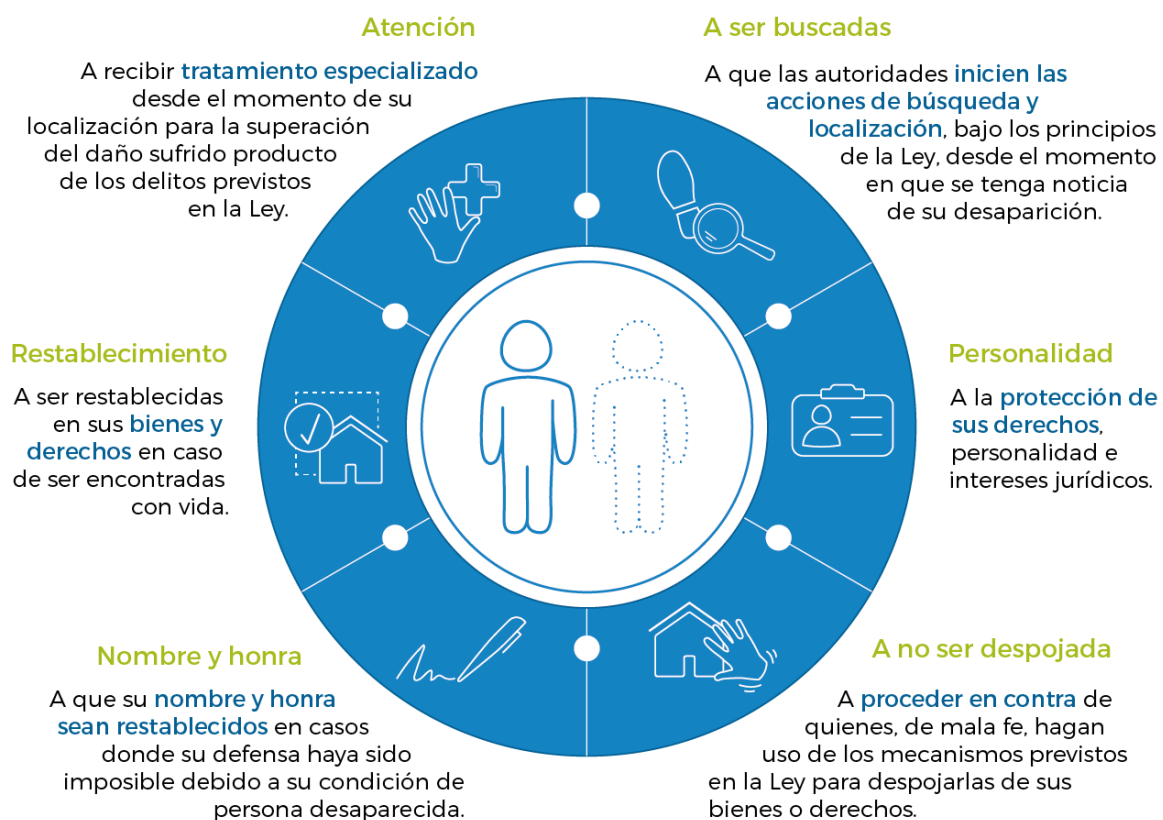 Atención
A recibir tratamiento especializado
desde el momento de su
localización para la superación
del daño sufrido producto
de los delitos previstos
en la Ley.
A ser buscadas
A que las autoridades inicien las
acciones de búsqueda y
localización, bajo los principios
de la Ley, desde el momento
en que se tenga noticia
de su desaparición.
Restablecimiento
A ser restablecidas
en sus bienes y
derechos en caso
de ser encontradas
con vida.
Personalidad
A la protección de
sus derechos,
personalidad e
intereses jurídicos.
Nombre y honra
A que su nombre y honra
sean restablecidos en casos
donde su defensa haya sido
imposible debido a su condición de
persona desaparecida.
A no ser despojada
A proceder en contra de
quienes, de mala fe, hagan
uso de los mecanismos previstos
en la Ley para despojarlas de sus
bienes o derechos.